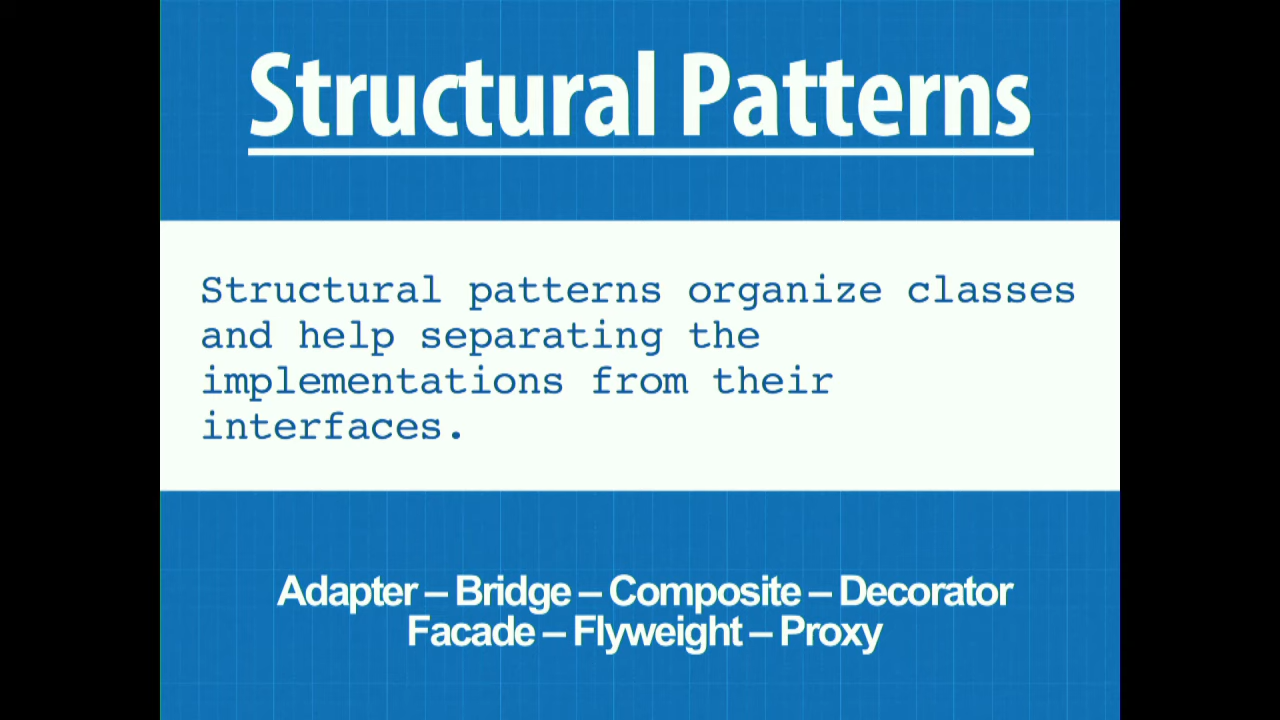 Structural Patterns
Structural patterns organize classes
and help separating the
implementations from their
interfaces.
Adapter – Bridge – Composite – Decorator
Facade – Flyweight – Proxy